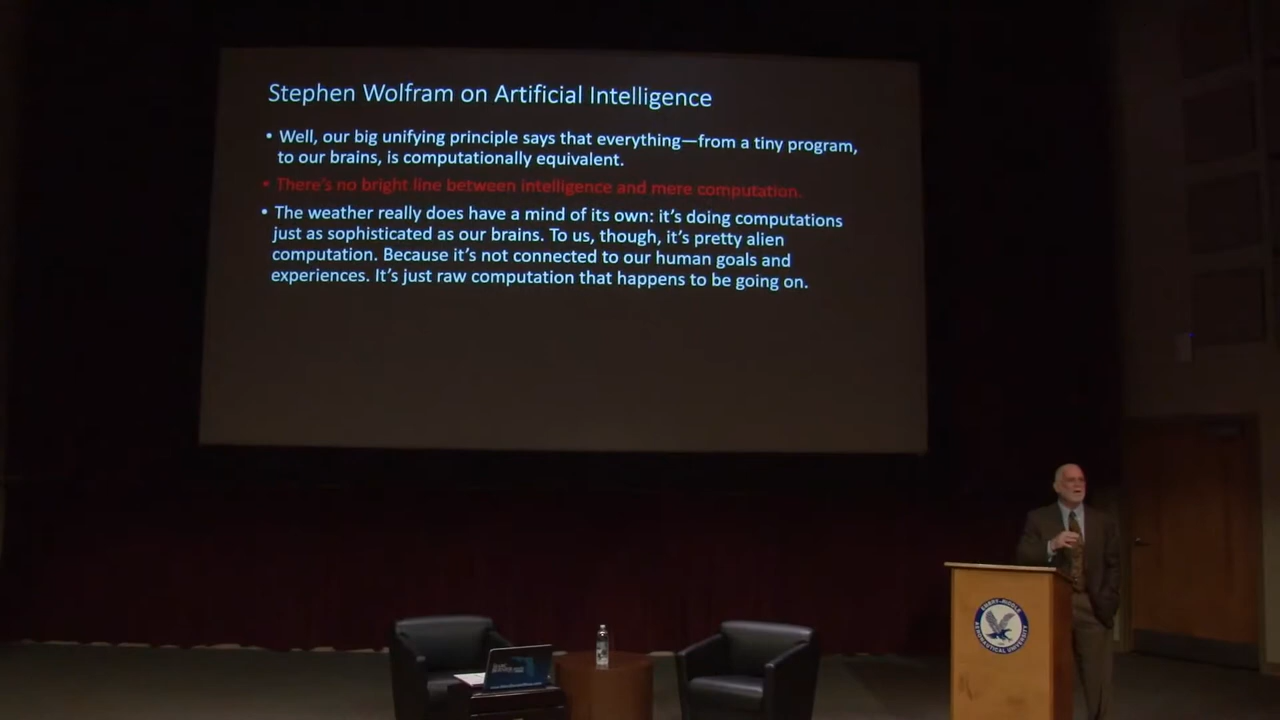 Stephen Wolfram on Artificial Intelligence
• Well, our big unifying principle says that everything—from a tiny program,
to our brains, is computationally equivalent.
• There's no bright line between intelligence and mere computation.
• The weather really does have a mind of its own: it's doing computations
just as sophisticated as our brains. To us, though, it's pretty alien
computation. Because it's not connected to our human goals and
experiences. It's just raw computation that happens to be going on.
EMBRY-RIDDLE
AERONAUTICAL UNIVERSITY